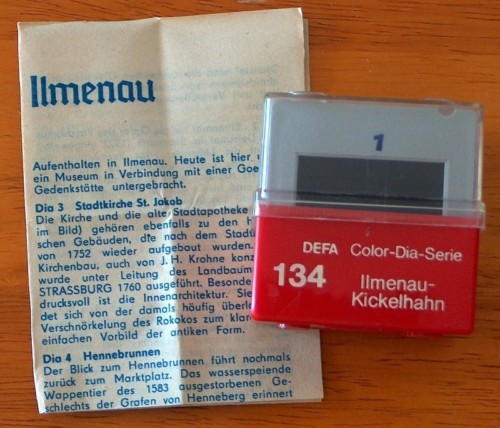 Ilmenau
Aufenthalten in Ilmenau. Heute ist hier
ein Museum in Verbindung mit einer Goe
Gedenkstätte untergebracht.
Dia 3 Stadtkirche St. Jakob
Die Kirche und die alte Stadtapotheke
im Bild) gehören ebenfalls zu den H
schen Gebäuden, die nach dem Stadt
von 1752 wieder aufgebaut wurden.
Kirchenbau, auch von J. H. Krohne konz
wurde unter Leitung des Landbaum
STRASSBURG 1760 ausgeführt. Besonde
drucksvoll ist die Innenarchitektur. Sie
det sich von der damals häufig überl
Verschnörkelung des Rokokos zum klar
einfachen Vorbild der antiken Form.
Dia 4 Hennebrunnen
Der Blick zum Hennebrunnen führt nochmals
zurück zum Marktplatz. Das wasserspeiende
Wappentier des 1583 ausgestorbenen Ge-
schlechts der Grafen von Henneberg erinnert
1
DEFA Color-Dia-Serie
134 Ilmenau-
Kickelhahn